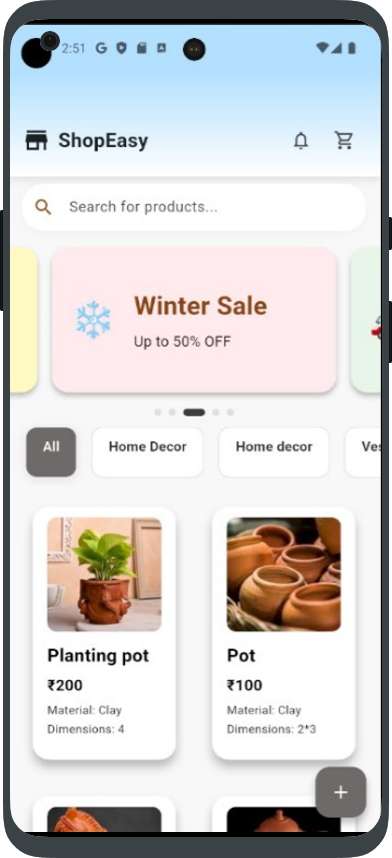 2:51 G
ShopEasy
Search for products...
Winter Sale
Up to 50% OFF
All
Home Decor
Home decor
Ves
Planting pot
₹200
Material: Clay
Dimensions: 4
Pot
₹100
Material: Clay
Dimensions: 2*3
+